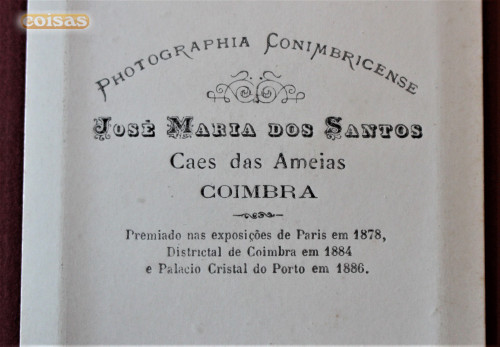 coisas
PHOTOGRAPHIA CONIMBRICENSE
JOSÉ MARIA DOS SANTOS
Caes das Ameias
COIMBRA
Premiado nas exposições de Paris em 1878,
Districtal de Coimbra em 1884
e Palacio Cristal do Porto em 1886.